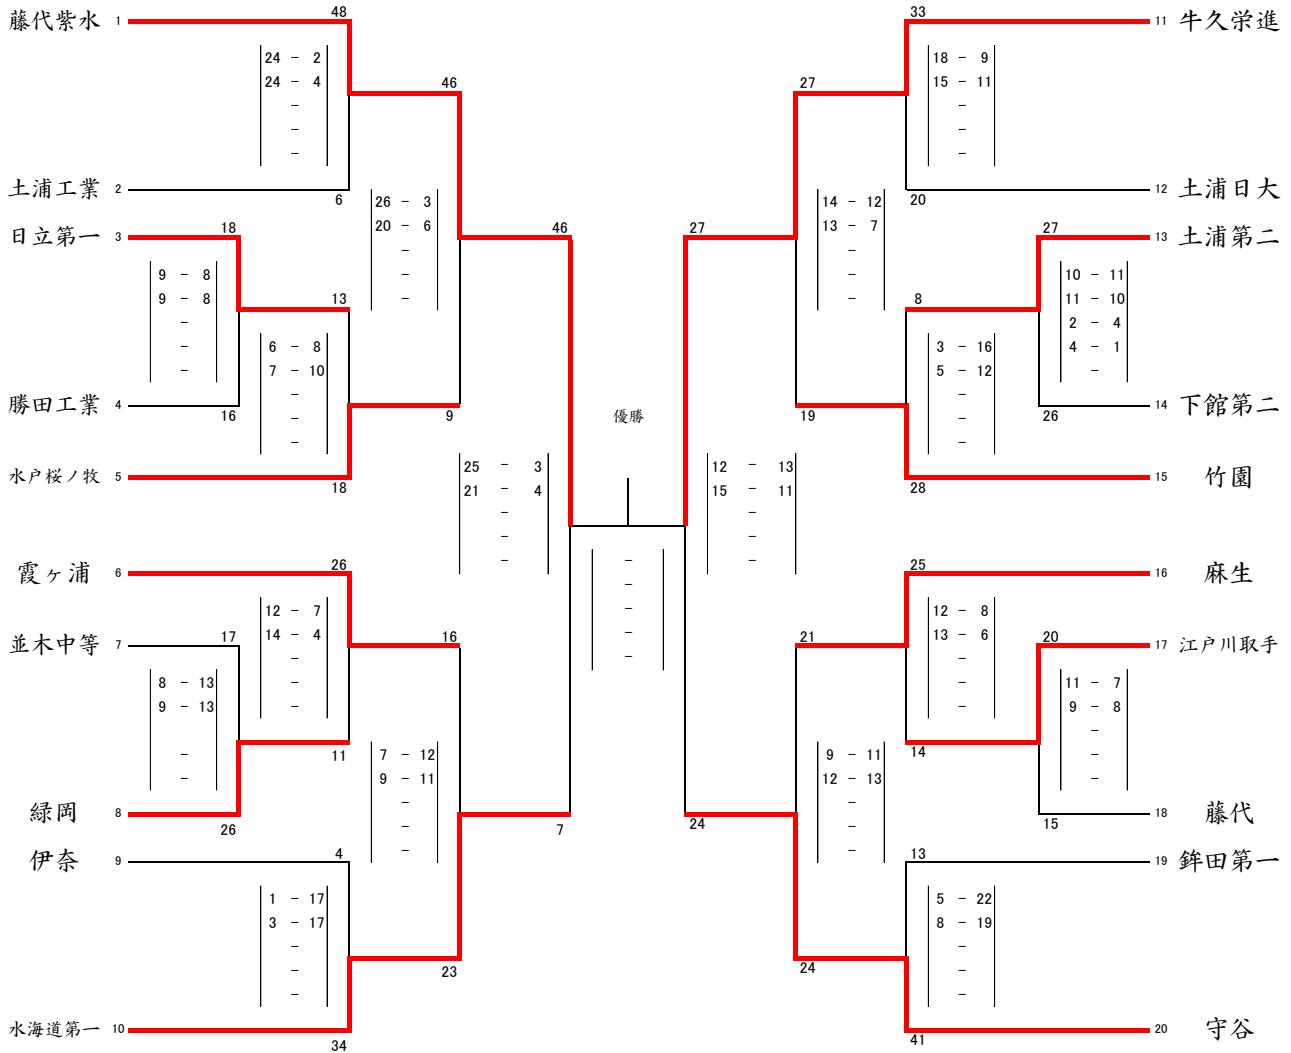 藤代紫水 1
48
24 - 2
24 - 4
-
-
-
土浦工業 2
6
46
日立第一 3
18
9 - 8
9 - 8
-
-
-
勝田工業 4
16
13
6 - 8
7 - 10
-
-
-
水戸桜ノ牧 5
18
26 - 3
20 - 6
-
-
-
9
46
25 - 3
21 - 4
-
-
-
霞ヶ浦 6
26
12 - 7
14 - 4
-
-
-
並木中等 7
17
8 - 13
9 - 13
-
-
緑岡 8
26
11
16
7 - 12
9 - 11
-
-
-
伊奈 9
4
1 - 17
3 - 17
-
-
-
水海道第一 10
34
23
7
優勝
-
-
-
-
-
33
11 牛久栄進
18 - 9
15 - 11
-
-
-
12 土浦日大
20
27
14 - 12
13 - 7
-
-
-
27
13 土浦第二
10 - 11
11 - 10
2 - 4
4 - 1
-
14 下館第二
26
8
3 - 16
5 - 12
-
-
-
15 竹園
28
19
27
12 - 13
15 - 11
-
-
-
25
16 麻生
12 - 8
13 - 6
-
-
-
20
17 江戸川取手
11 - 7
9 - 8
-
-
-
18 藤代
15
14
21
9 - 11
12 - 13
-
-
-
13
19 鉾田第一
5 - 22
8 - 19
-
-
-
20 守谷
41
24
24